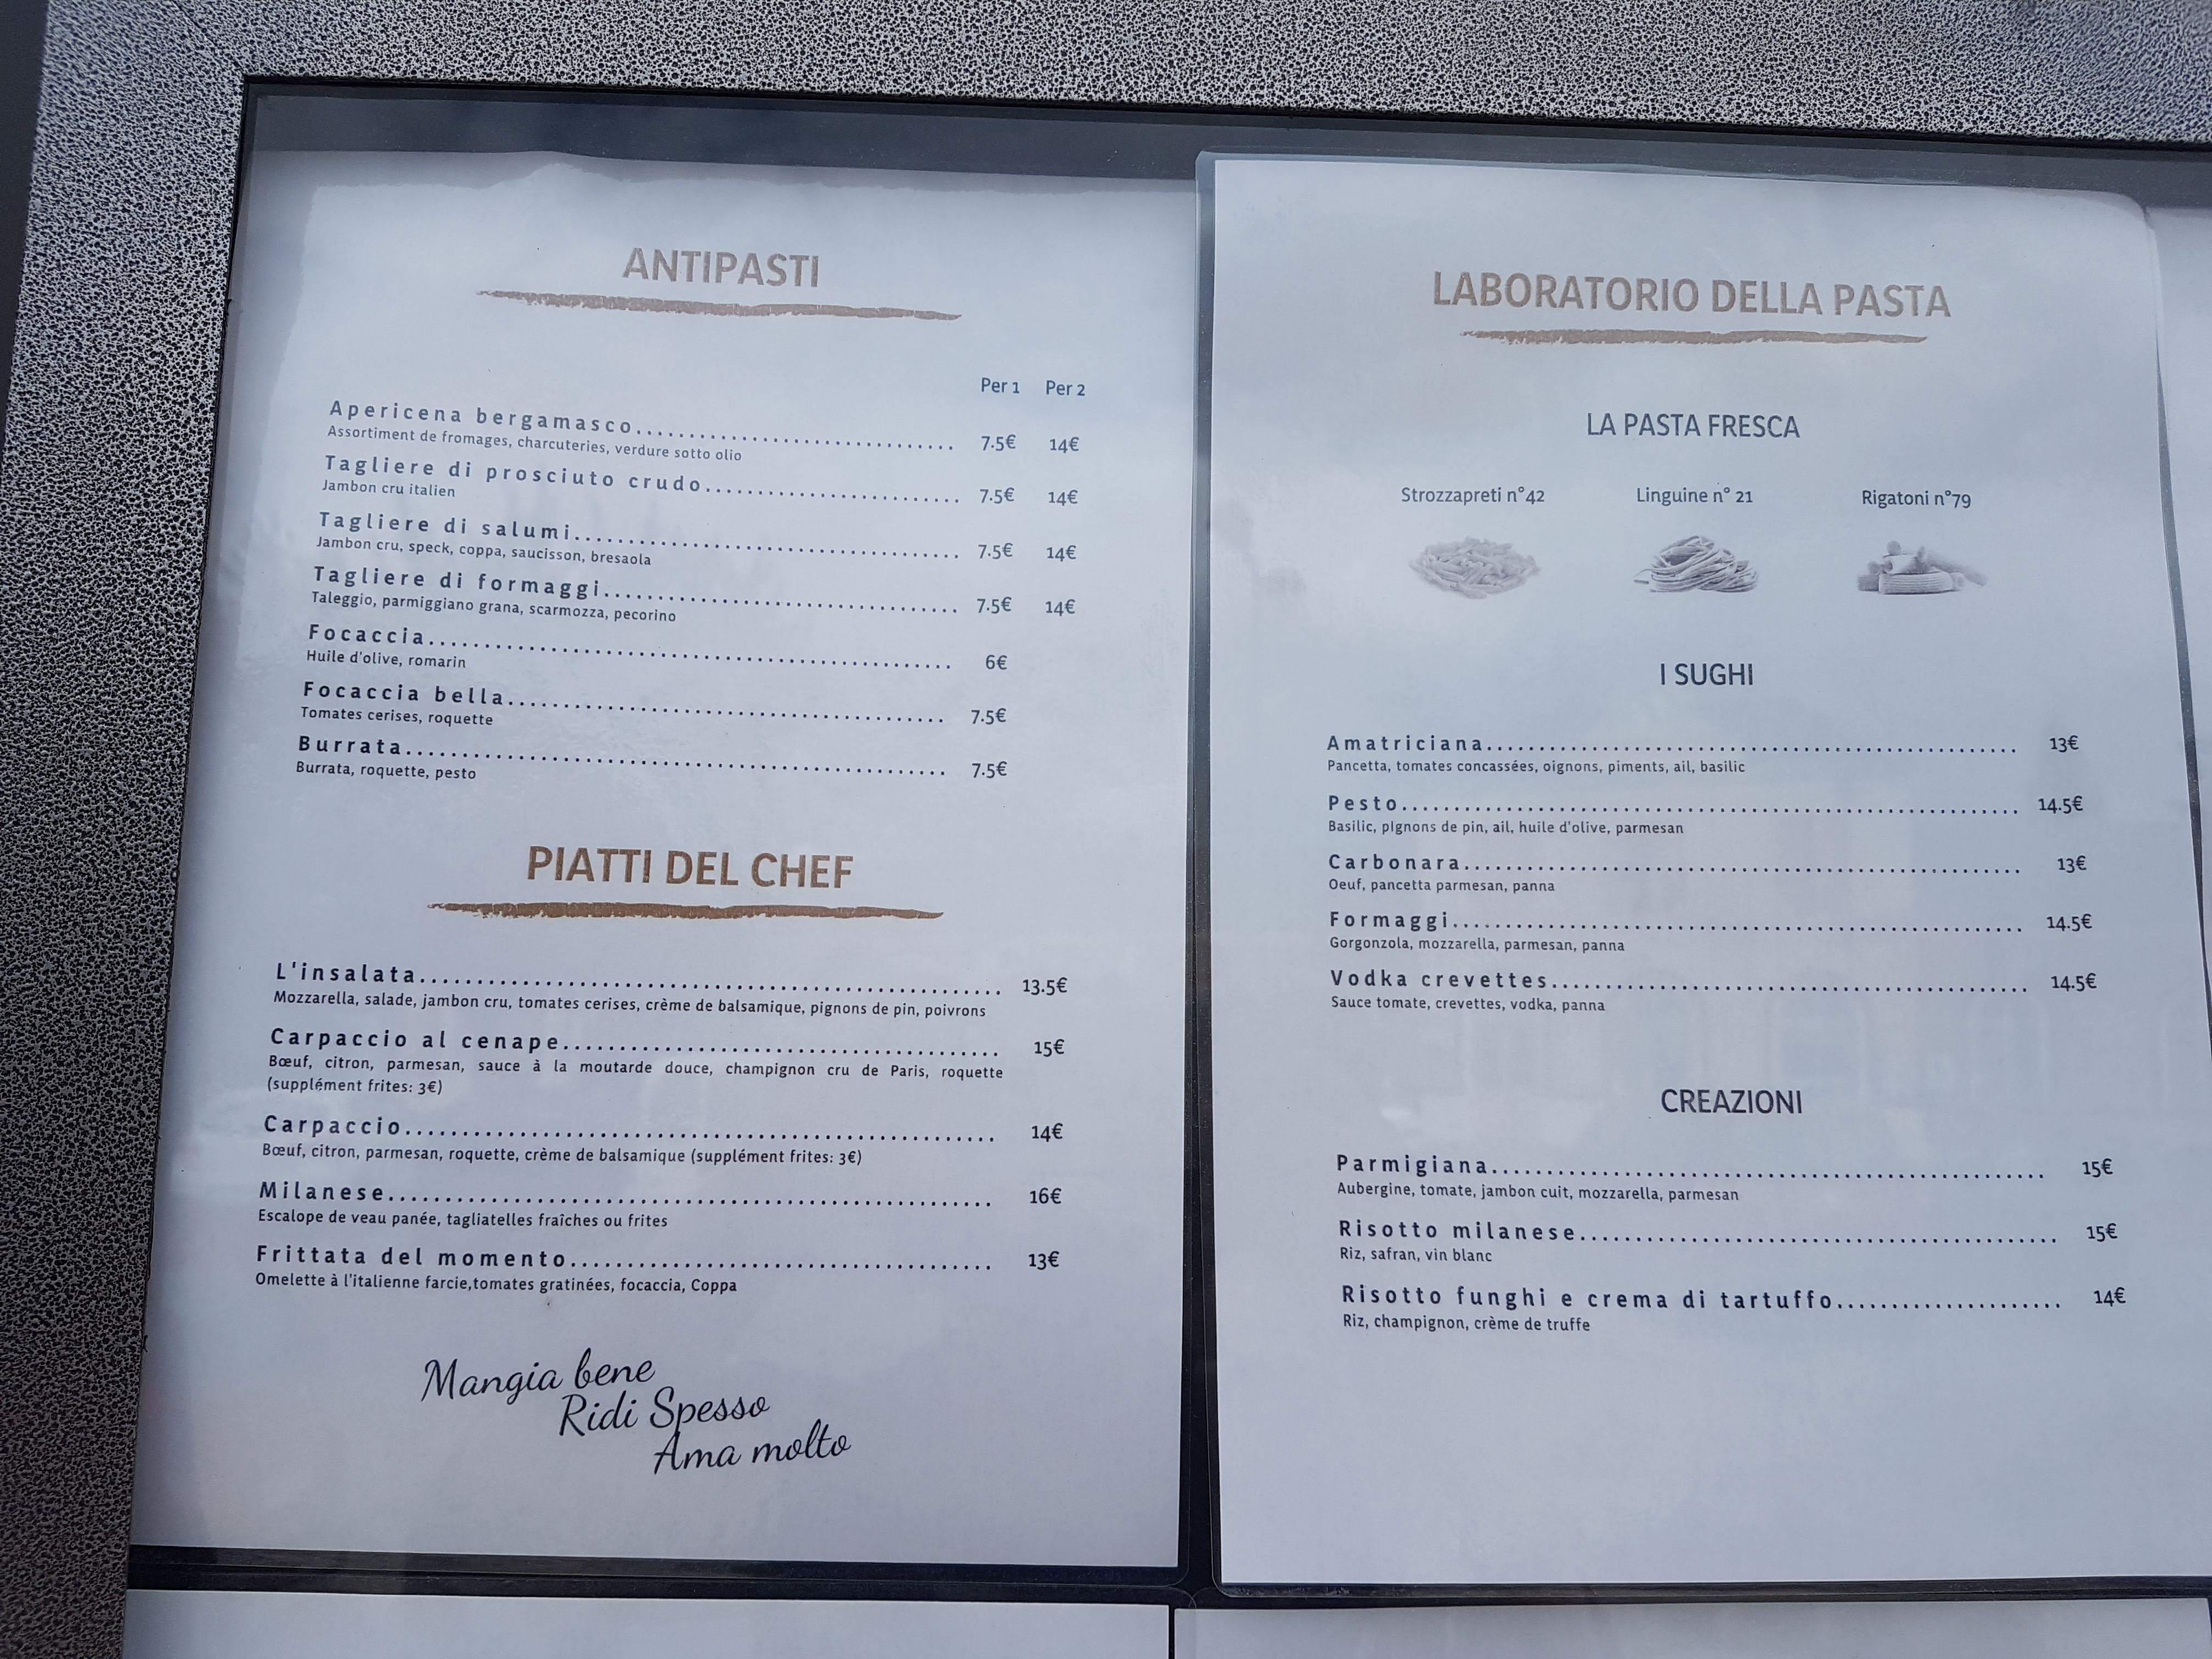 ANTIPASTI
Per 1 Per 2
Apericena bergamasco 7.5€ 14€
Assortiment de fromages, charcuteries, verdure sotto olio
Tagliere di prosciuto crudo 7.5€ 14€
Jambon cru italien
Tagliere di salumi 7.5€ 14€
Jambon cru, speck, coppa, saucisson, bresaola
Tagliere di formaggi 7.5€ 14€
Taleggio, parmiggiano grana, scarmozza, pecorino
Focaccia 6€
Huile d'olive, romarin
Focaccia bella 7.5€
Tomates cerises, roquette
Burrata 7.5€
Burrata, roquette, pesto
PIATTI DEL CHEF
L'insalata 13.5€
Mozzarella, salade, jambon cru, tomates cerises, crème de balsamique, pignons de pin, poivrons
Carpaccio al cenape 15€
Bœuf, citron, parmesan, sauce à la moutarde douce, champignon cru de Paris, roquette
(supplément frites: 3€)
Carpaccio 14€
Bœuf, citron, parmesan, roquette, crème de balsamique (supplément frites: 3€)
Milanese 16€
Escalope de veau panée, tagliatelles fraîches ou frites
Frittata del momento 13€
Omelette à l'italienne farcie,tomates gratinées, focaccia, Coppa
Mangia bene
Ridi Spesso
Ama molto
LABORATORIO DELLA PASTA
LA PASTA FRESCA
Strozzapreti n°42 Linguine n° 21 Rigatoni n°79
I SUGHI
Amatriciana 13€
Pancetta, tomates concassées, oignons, piments, ail, basilic
Pesto 14.5€
Basilic, pIgnons de pin, ail, huile d'olive, parmesan
Carbonara 13€
Oeuf, pancetta parmesan, panna
Formaggi 14.5€
Gorgonzola, mozzarella, parmesan, panna
Vodka crevettes 14.5€
Sauce tomate, crevettes, vodka, panna
CREAZIONI
Parmigiana 15€
Aubergine, tomate, jambon cuit, mozzarella, parmesan
Risotto milanese 15€
Riz, safran, vin blanc
Risotto funghi e crema di tartuffo 14€
Riz, champignon, crème de truffe